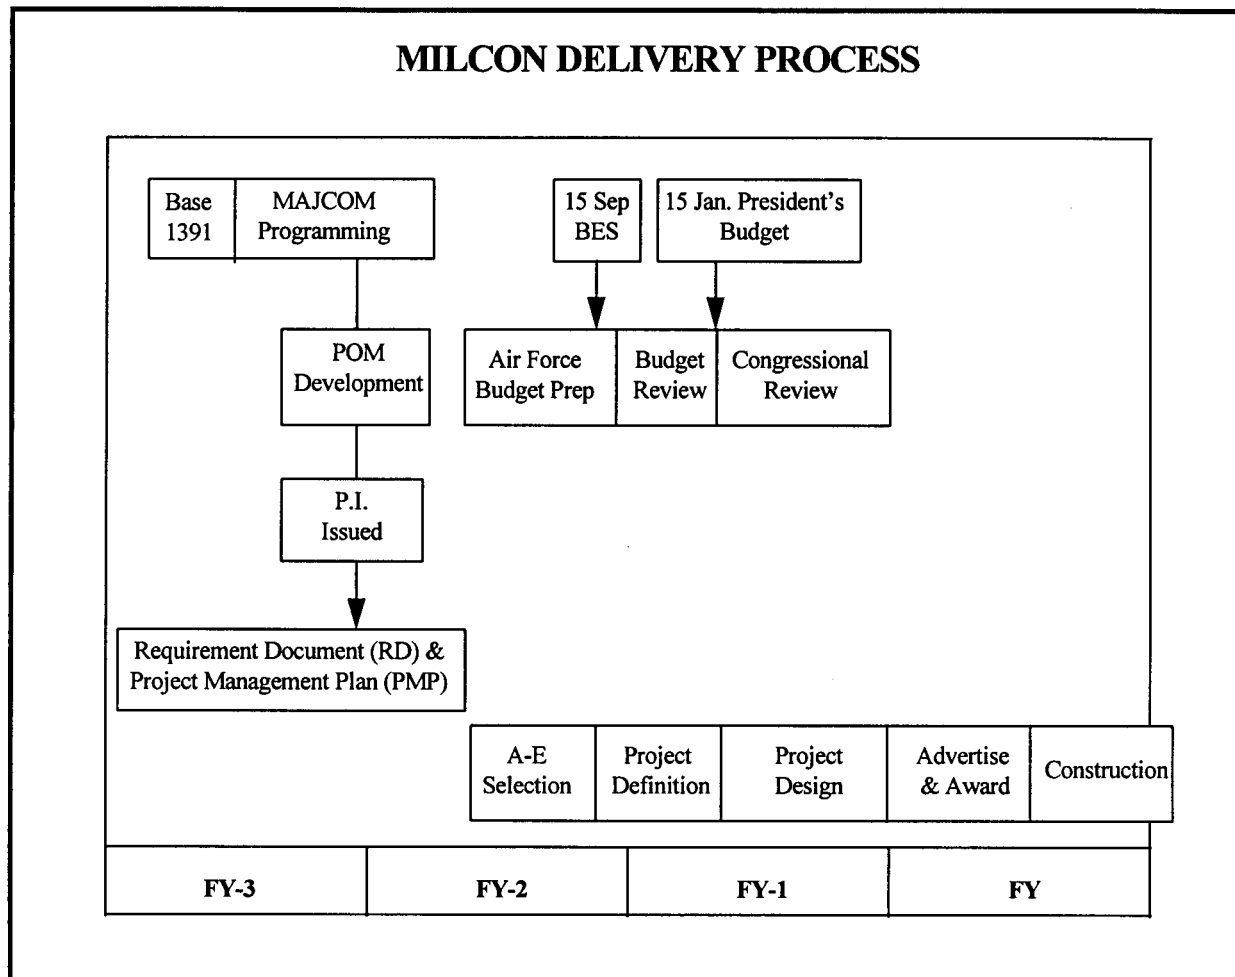 MILCON DELIVERY PROCESS
Base
1391
MAJCOM
Programming
15 Sep
BES
15 Jan. President's
Budget
POM
Development
Air Force
Budget Prep
Budget
Review
Congressional
Review
P.I.
Issued
Requirement Document (RD) &
Project Management Plan (PMP)
A-E
Selection
Project
Definition
Project
Design
Advertise
& Award
Construction
FY-3
FY-2
FY-1
FY